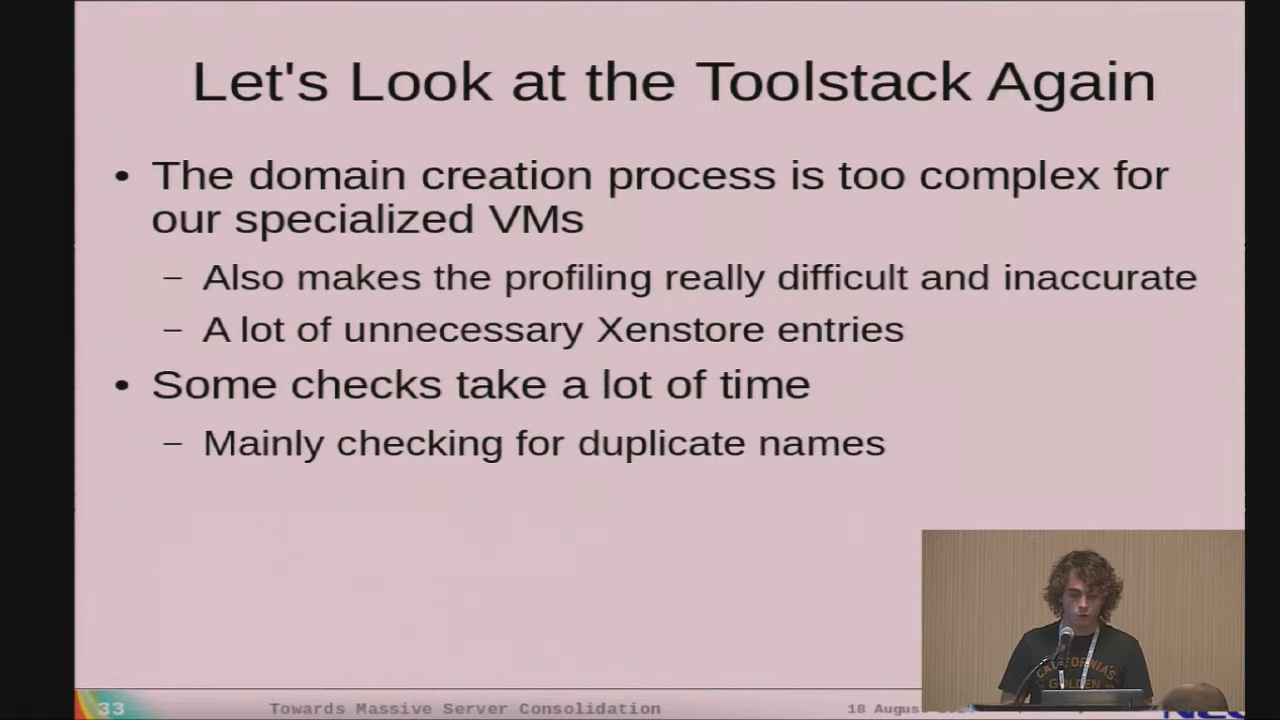 Let's Look at the Toolstack Again
• The domain creation process is too complex for
our specialized VMs
– Also makes the profiling really difficult and inaccurate
– A lot of unnecessary Xenstore entries
• Some checks take a lot of time
– Mainly checking for duplicate names
CALIFORNIA'S
GOLDEN
33 Towards Massive Server Consolidation 18 August